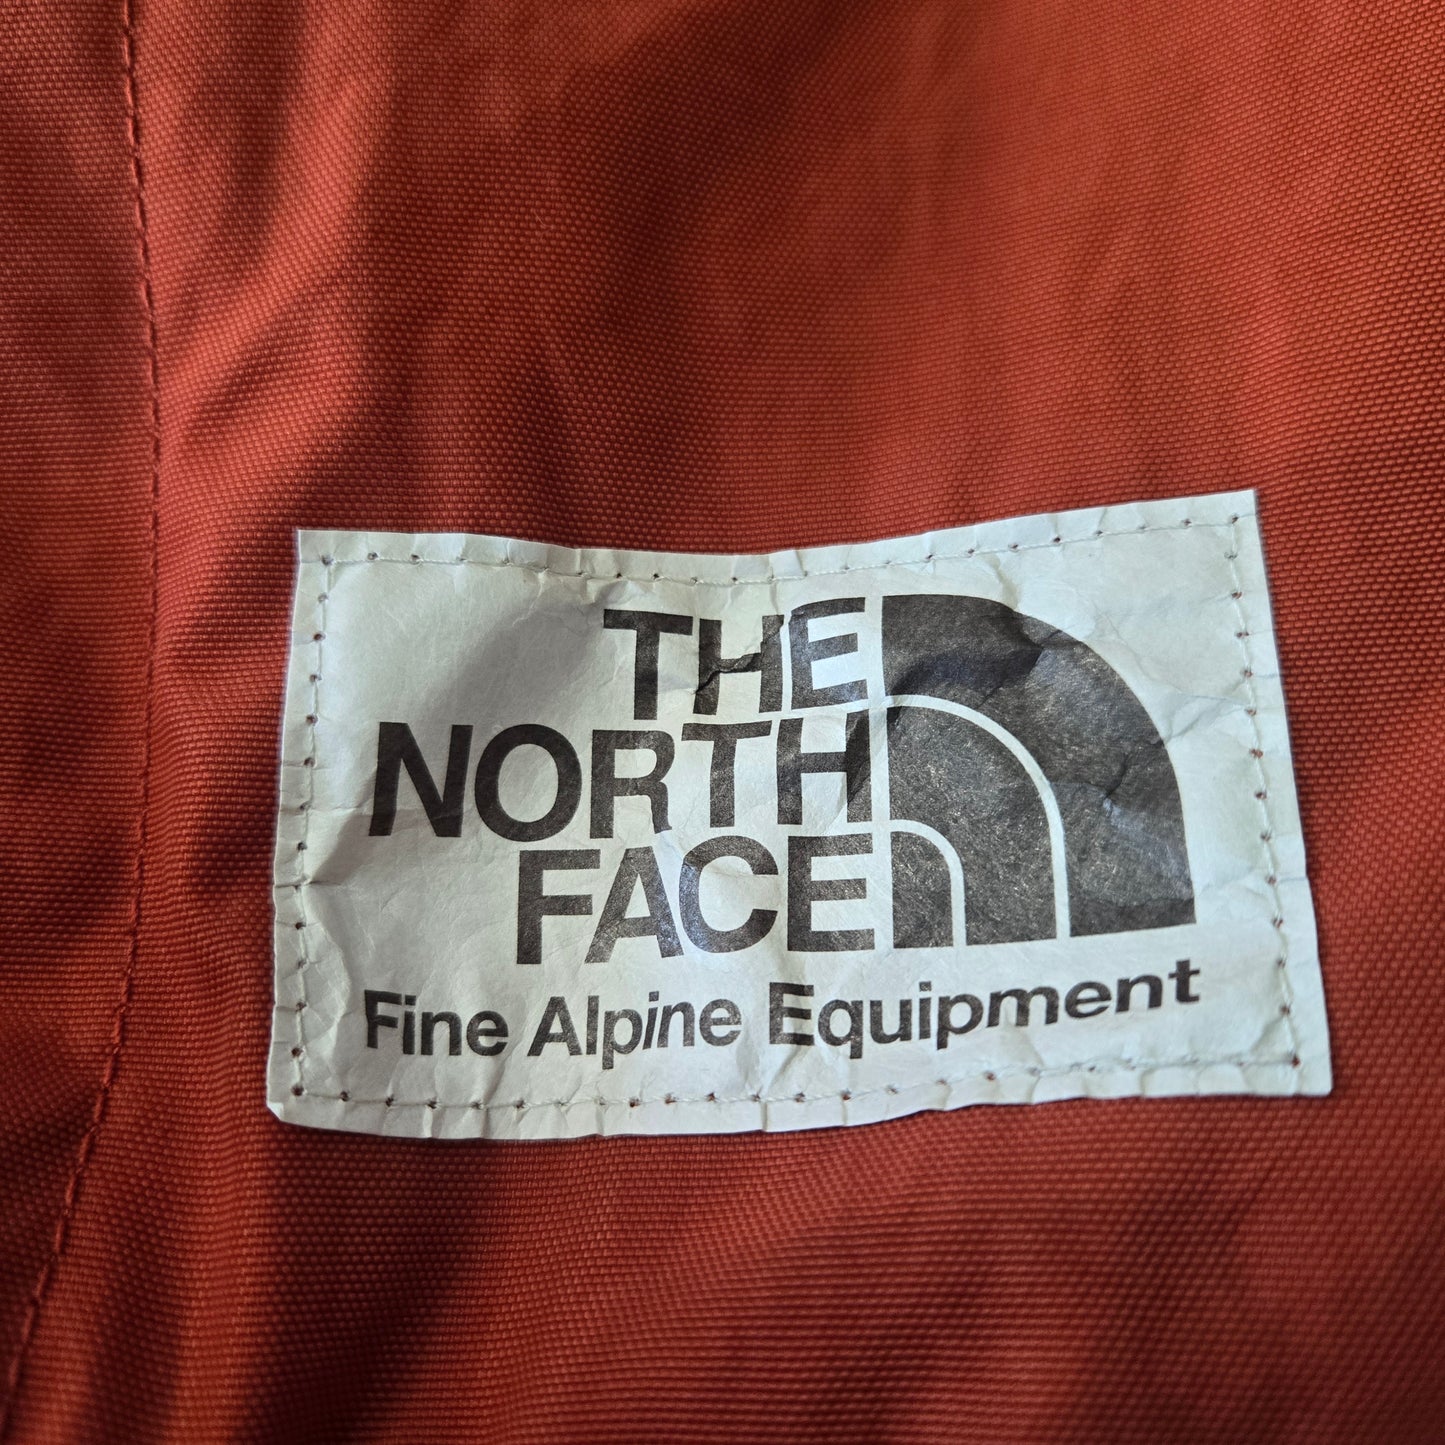 THE
NORTH
FACE
Fine Alpine Equipment